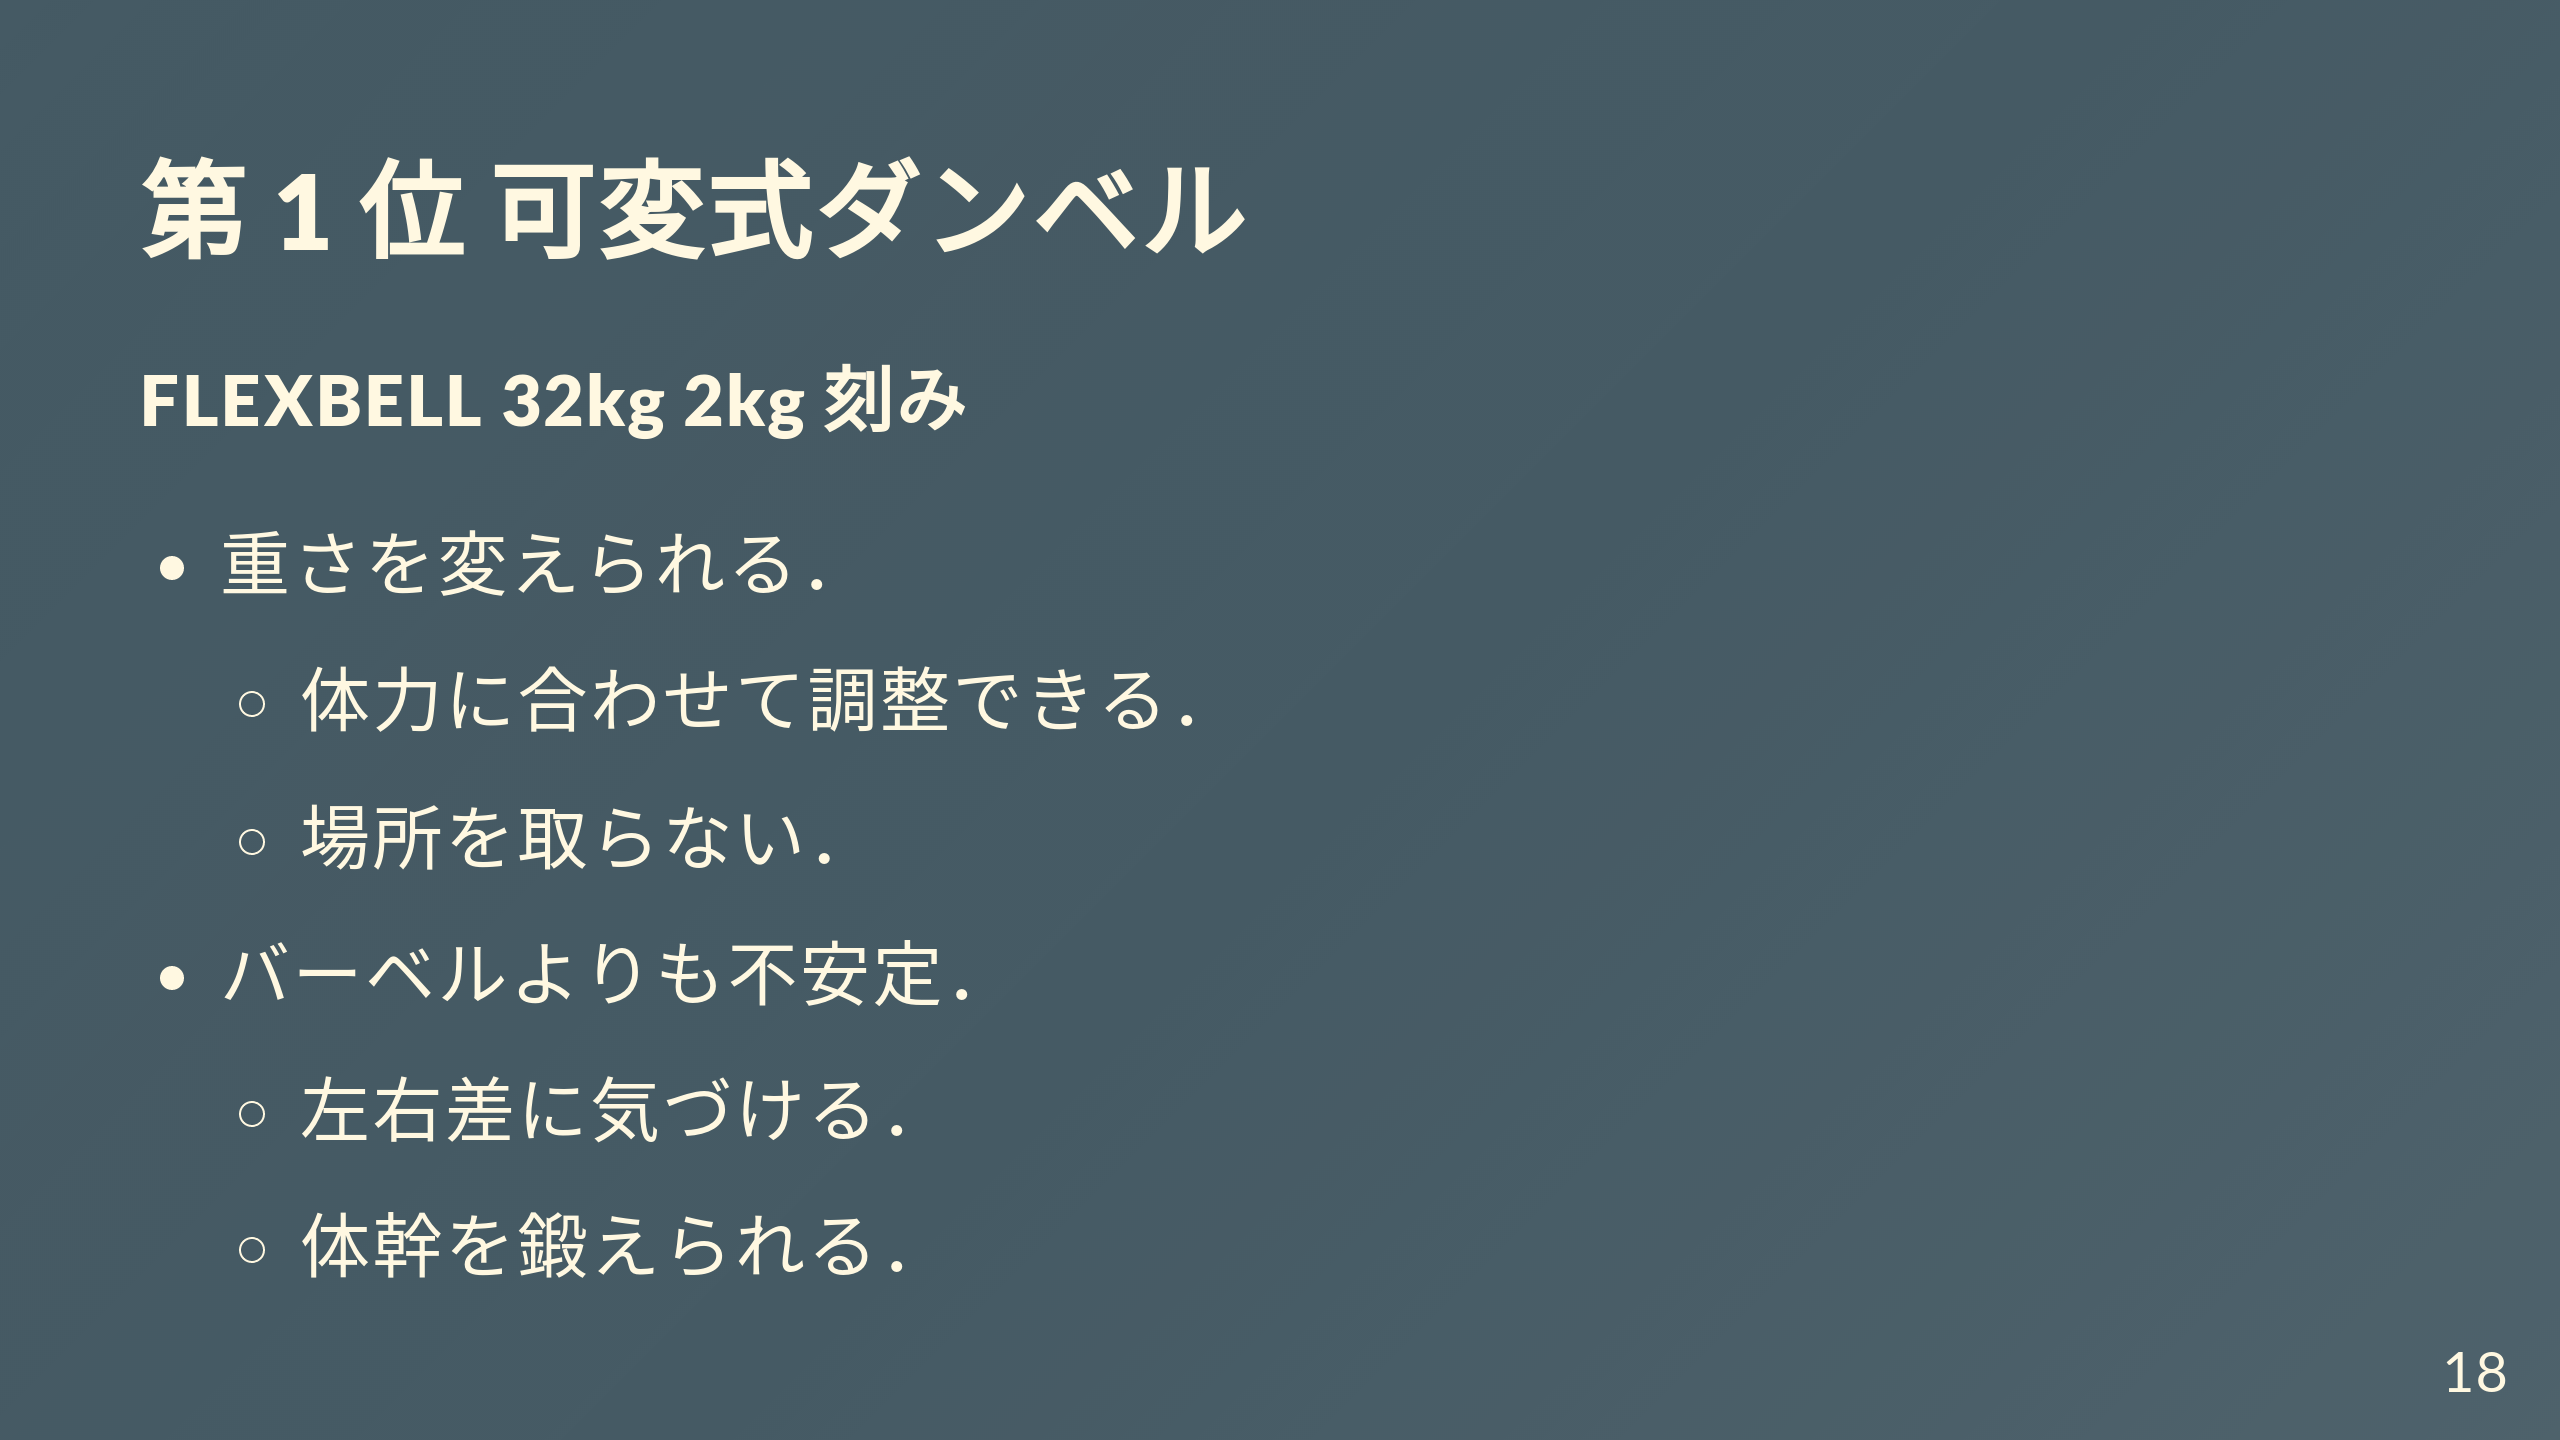 第 1 位 可変式ダンベル
FLEXBELL 32kg 2kg 刻み
• 重さを変えられる．
○ 体力に合わせて調整できる．
○ 場所を取らない．
• バーベルよりも不安定．
○ 左右差に気づける．
○ 体幹を鍛えられる．
18